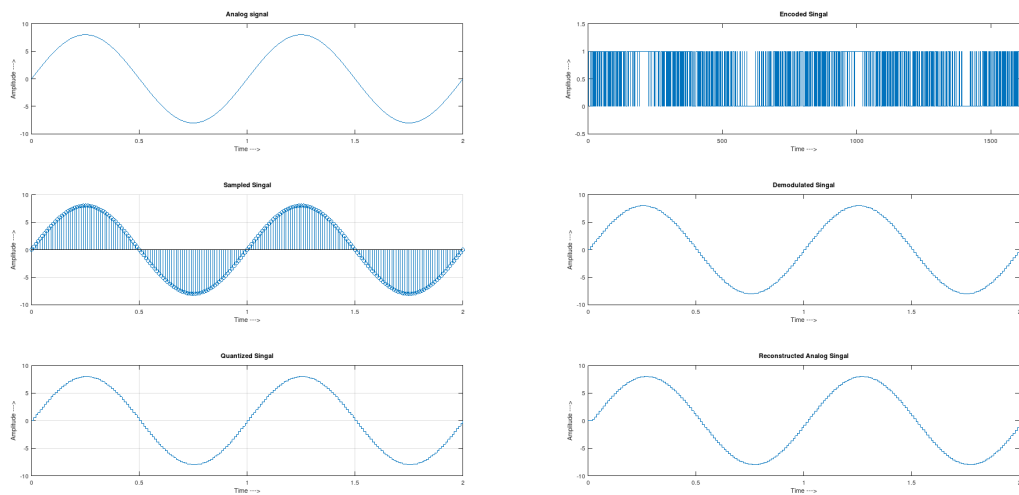 Analog signal
10
5
0
-5
-10
Amplitude --->
0 0.5 1 1.5 2
Time --->
Sampled Singal
10
5
0
-5
-10
Amplitude --->
0 0.5 1 1.5 2
Time --->
Quantized Singal
10
5
0
-5
-10
Amplitude --->
0 0.5 1 1.5 2
Time --->
Encoded Singal
1.5
1
0.5
0
-0.5
Amplitude --->
0 500 1000 1500
Time --->
Demodulated Singal
10
5
0
-5
-10
Amplitude --->
0 0.5 1 1.5
Time --->
Reconstructed Analog Singal
10
5
0
-5
-10
Amplitude --->
0 0.5 1 1.5
Time --->